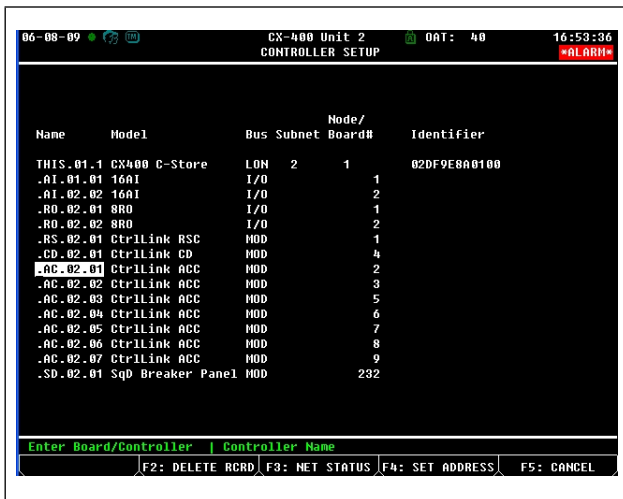 06-08-09 TM CX-400 Unit 2 OAT: 40 16:53:36
CONTROLLER SETUP *ALARM*
Node/
Name Model Bus Subnet Board# Identifier
THIS.01.1 CX400 C-Store LON 2 1 02DF9E8A0100
.AI.01.01 16AI I/O 1
.AI.02.02 16AI I/O 2
.RO.02.01 8RO I/O 1
.RO.02.02 8RO I/O 2
.RS.02.01 CtrlLink RSC MOD 1
.CD.02.01 CtrlLink CD MOD 4
.AC.02.01 CtrlLink ACC MOD 2
.AC.02.02 CtrlLink ACC MOD 3
.AC.02.03 CtrlLink ACC MOD 5
.AC.02.04 CtrlLink ACC MOD 6
.AC.02.05 CtrlLink ACC MOD 7
.AC.02.06 CtrlLink ACC MOD 8
.AC.02.07 CtrlLink ACC MOD 9
.SD.02.01 SqD Breaker Panel MOD 232
Enter Board/Controller | Controller Name
F2: DELETE RCRD F3: NET STATUS F4: SET ADDRESS F5: CANCEL